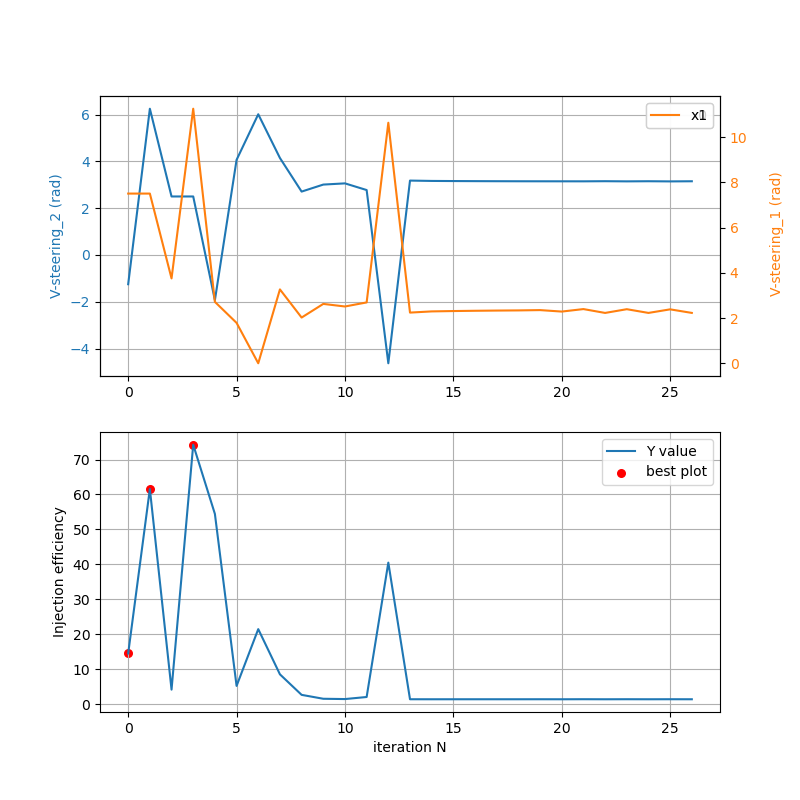 6
4
2
0
−2
−4
V-steering_2 (rad)
x1
10
8
6
4
2
0
V-steering_1 (rad)
0 5 10 15 20 25
70
60
50
40
30
20
10
0
Injection efficiency
Y value
best plot
0 5 10 15 20 25
iteration N